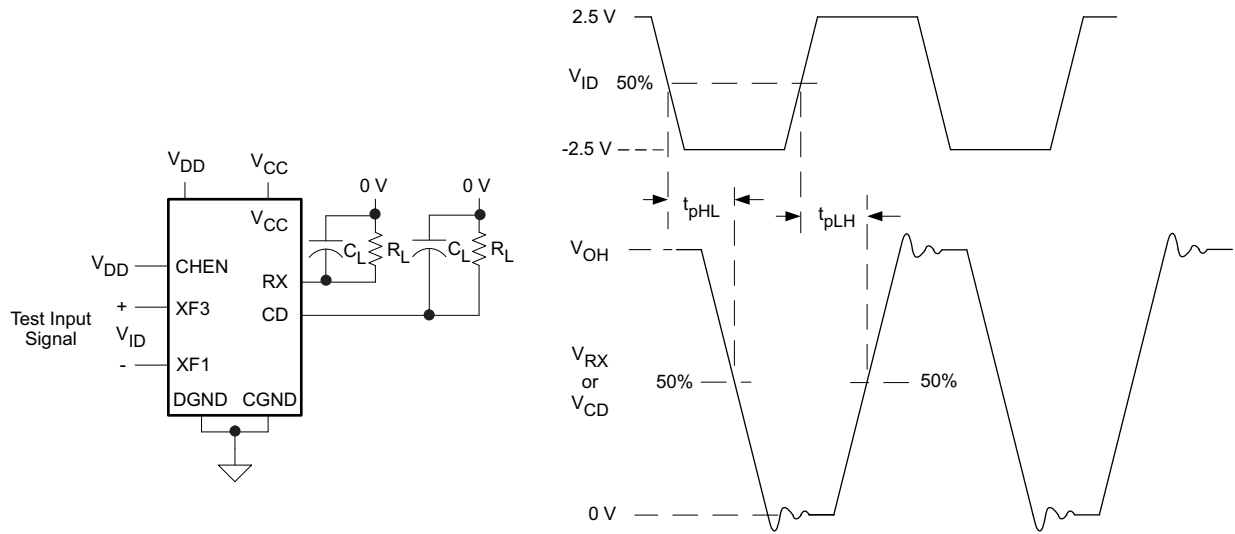 V_DD
V_CC
0 V
0 V
V_CC
C_L
R_L
C_L
R_L
V_DD
CHEN
RX
+
XF3
CD
Test Input
Signal
V_ID
-
XF1
DGND
CGND
2.5 V
V_ID
50%
-2.5 V
t_pHL
t_pLH
V_OH
V_RX
or
V_CD
50%
50%
0 V